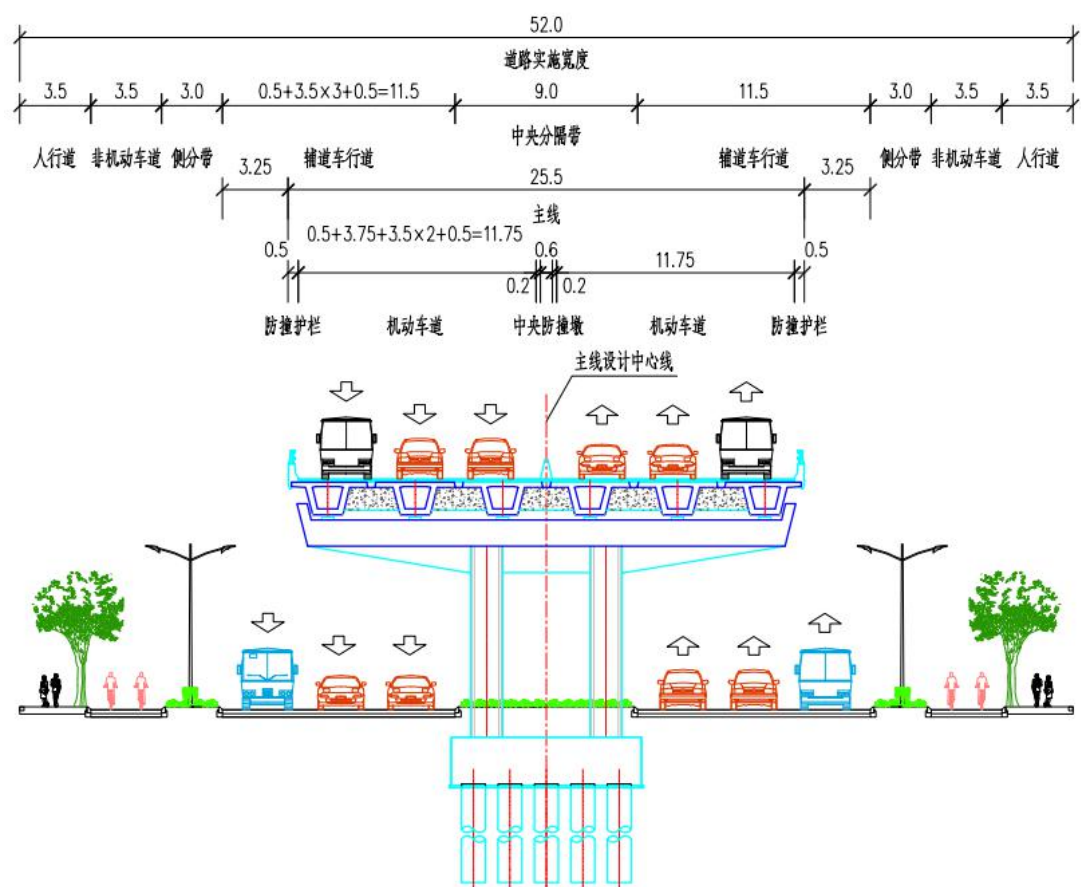 52.0
道路实施宽度
3.5 3.5 3.0 0.5+3.5×3+0.5=11.5 9.0 11.5 3.0 3.5 3.5
中央分隔带
人行道 非机动车道 侧分带 辅道车行道 辅道车行道 侧分带 非机动车道 人行道
3.25 25.5 3.25
主线
0.5+3.75+3.5×2+0.5=11.75
0.5 0.6 11.75 0.5
0.2 0.2
防撞护栏 机动车道 中央防撞墩 机动车道 防撞护栏
主线设计中心线